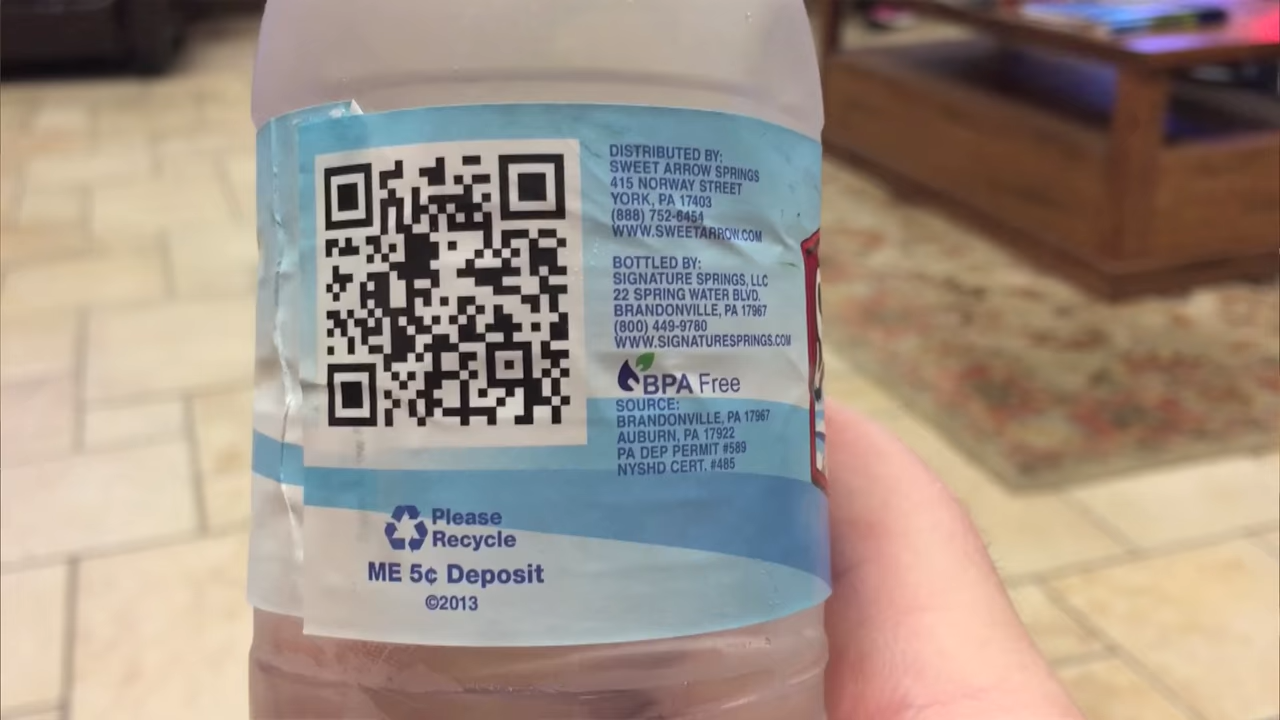 DISTRIBUTED BY:
SWEET ARROW SPRINGS
415 NORWAY STREET
YORK, PA 17403
(888) 752-6454
WWW.SWEETARROW.COM
BOTTLED BY:
SIGNATURE SPRINGS, LLC
22 SPRING WATER BLVD.
BRANDONVILLE, PA 17967
(800) 449-9780
WWW.SIGNATURESPRINGS.COM
BPA Free
SOURCE:
BRANDONVILLE, PA 17967
AUBURN, PA 17922
PA DEP PERMIT #589
NYSHD CERT. #485
Please
Recycle
ME 5¢ Deposit
©2013